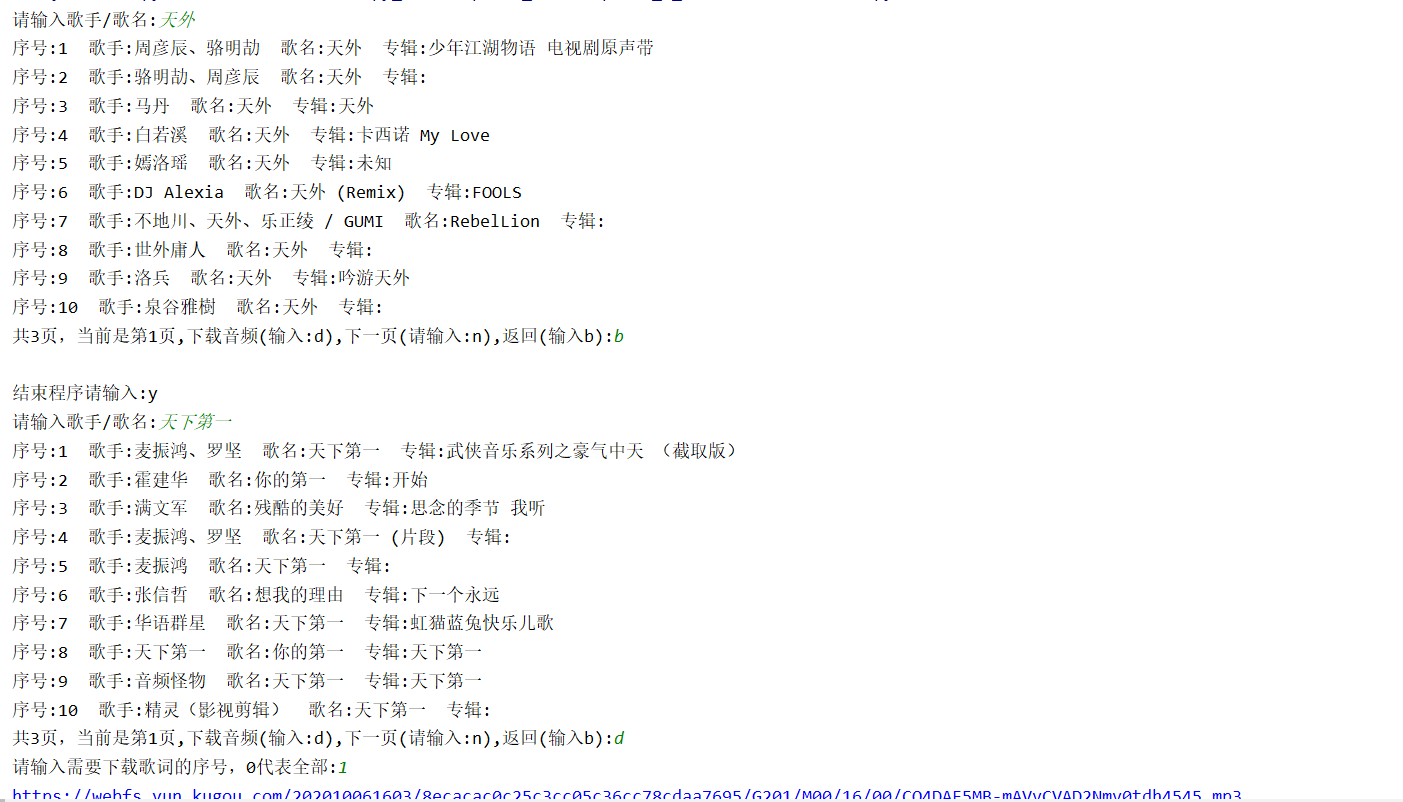 请输入歌手/歌名:天外
序号:1  歌手:周彦辰、骆明劼  歌名:天外  专辑:少年江湖物语 电视剧原声带
序号:2  歌手:骆明劼、周彦辰  歌名:天外  专辑:
序号:3  歌手:马丹  歌名:天外  专辑:天外
序号:4  歌手:白若溪  歌名:天外  专辑:卡西诺 My Love
序号:5  歌手:嫣洛瑶  歌名:天外  专辑:未知
序号:6  歌手:DJ Alexia  歌名:天外 (Remix)  专辑:FOOLS
序号:7  歌手:不地川、天外、乐正绫 / GUMI  歌名:RebelLion  专辑:
序号:8  歌手:世外庸人  歌名:天外  专辑:
序号:9  歌手:洛兵  歌名:天外  专辑:吟游天外
序号:10  歌手:泉谷雅樹  歌名:天外  专辑:
共3页，当前是第1页,下载音频(输入:d),下一页(请输入:n),返回(输入b):b
结束程序请输入:y
请输入歌手/歌名:天下第一
序号:1  歌手:麦振鸿、罗坚  歌名:天下第一  专辑:武侠音乐系列之豪气中天 （截取版）
序号:2  歌手:霍建华  歌名:你的第一  专辑:开始
序号:3  歌手:满文军  歌名:残酷的美好  专辑:思念的季节 我听
序号:4  歌手:麦振鸿、罗坚  歌名:天下第一 (片段)  专辑:
序号:5  歌手:麦振鸿  歌名:天下第一  专辑:
序号:6  歌手:张信哲  歌名:想我的理由  专辑:下一个永远
序号:7  歌手:华语群星  歌名:天下第一  专辑:虹猫蓝兔快乐儿歌
序号:8  歌手:天下第一  歌名:你的第一  专辑:天下第一
序号:9  歌手:音频怪物  歌名:天下第一  专辑:天下第一
序号:10  歌手:精灵（影视剪辑）  歌名:天下第一  专辑:
共3页，当前是第1页,下载音频(输入:d),下一页(请输入:n),返回(输入b):d
请输入需要下载歌词的序号，0代表全部:1